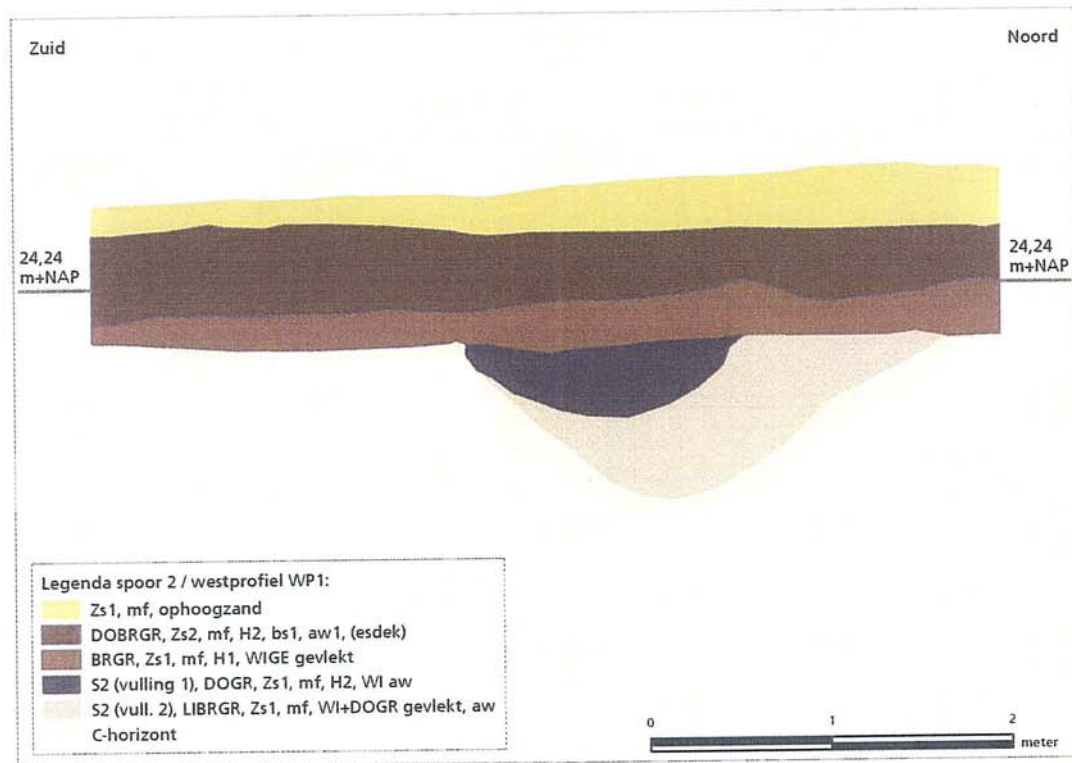 Zuid
Noord
24,24
m+NAP
24,24
m+NAP
Legenda spoor 2 / westprofiel WP1:
Zs1, mf, ophoogzand
DOBRGR, Zs2, mf, H2, bs1, aw1, (esdek)
BRGR, Zs1, mf, H1, WIGE gevlekt
S2 (vulling 1), DOGR, Zs1, mf, H2, WI aw
S2 (vull. 2), LIBRGR, Zs1, mf, WI+DOGR gevlekt, aw
C-horizont
0 1 2
meter